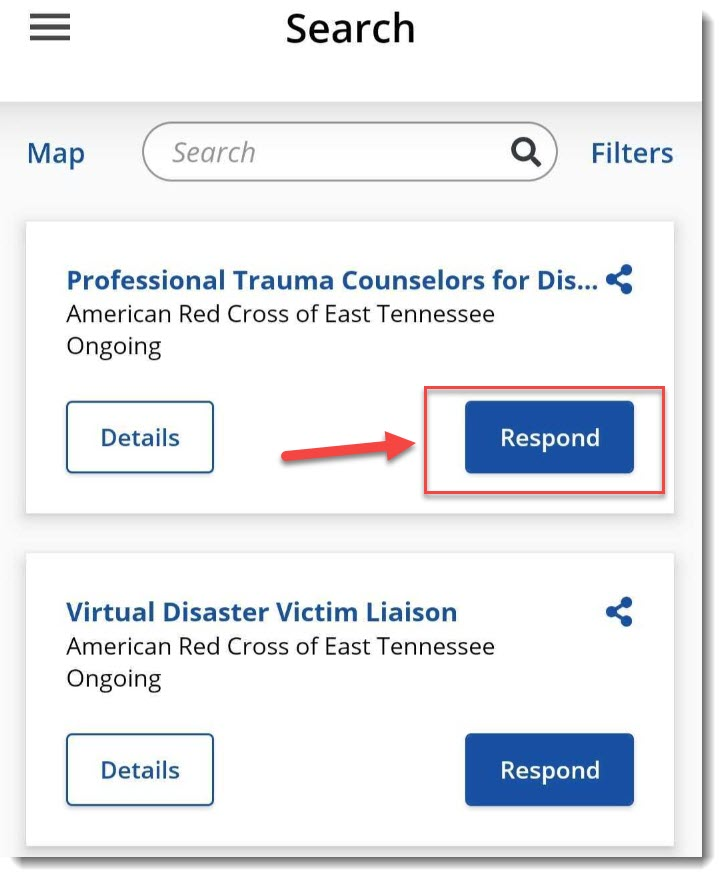 Search
Map
Search
Filters
Professional Trauma Counselors for Dis...
American Red Cross of East Tennessee
Ongoing
Details
Respond
Virtual Disaster Victim Liaison
American Red Cross of East Tennessee
Ongoing
Details
Respond